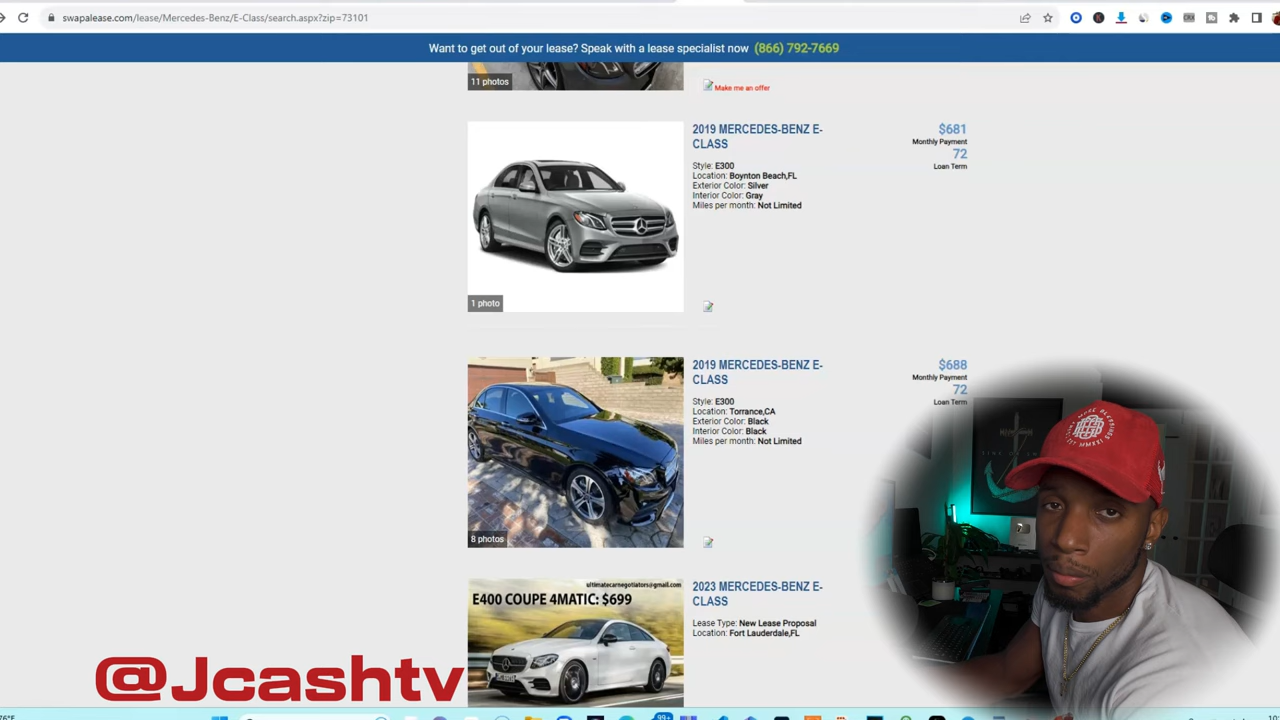 swapalease.com/lease/Mercedes-Benz/E-Class/search.aspx?zip=73101
Want to get out of your lease? Speak with a lease specialist now (866) 792-7669
11 photos
Make me an offer
2019 MERCEDES-BENZ E-
CLASS
Style: E300
Location: Boynton Beach,FL
Exterior Color: Silver
Interior Color: Gray
Miles per month: Not Limited
$681
Monthly Payment
72
Loan Term
1 photo
2019 MERCEDES-BENZ E-
CLASS
Style: E300
Location: Torrance,CA
Exterior Color: Black
Interior Color: Black
Miles per month: Not Limited
$688
Monthly Payment
72
Loan Term
8 photos
ultimatecarnegotiators@gmail.com
E400 COUPE 4MATIC: $699
2023 MERCEDES-BENZ E-
CLASS
Lease Type: New Lease Proposal
Location: Fort Lauderdale,FL
@Jcashtv
99+